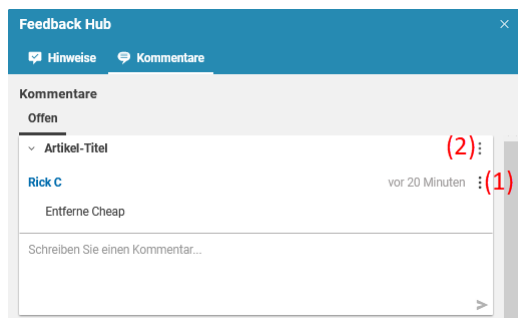 Feedback Hub
Hinweise Kommentare
Kommentare
Offen
Artikel-Titel (2)
Rick C vor 20 Minuten (1)
Entferne Cheap
Schreiben Sie einen Kommentar...